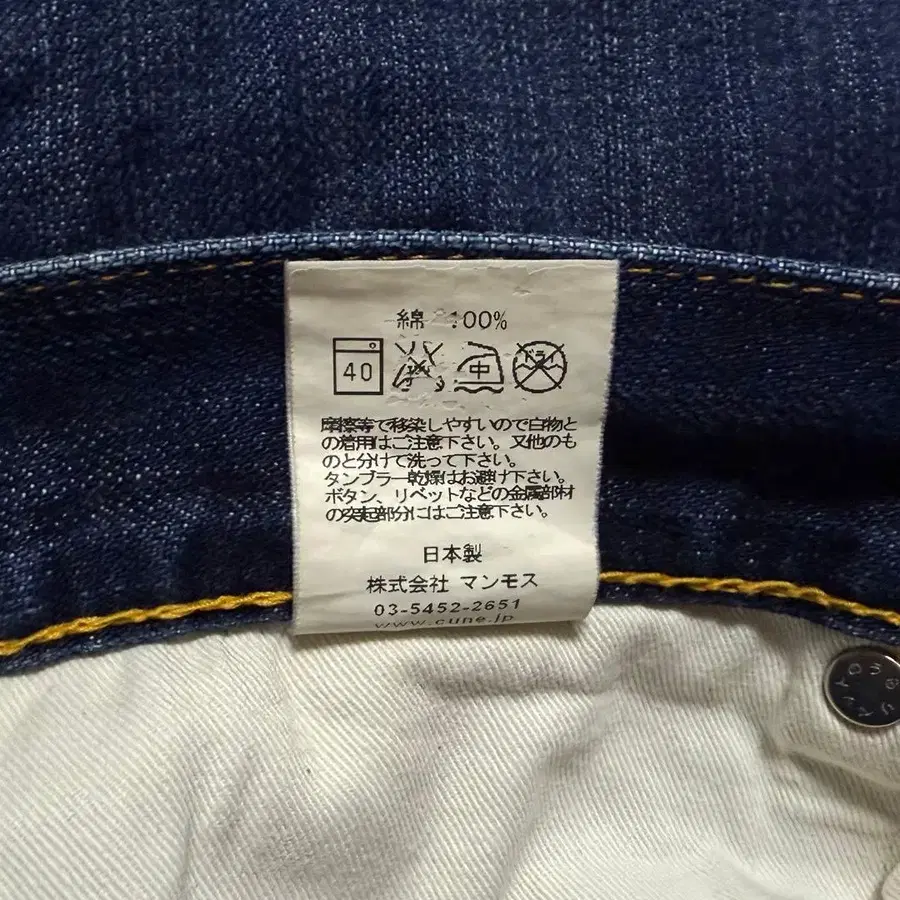 綿 100%
40 中 ドライ
摩擦等で移染しやすいので白物と
の着用はご注意下さい。又他のも
のと分けて洗って下さい。
タンブラー乾燥はお避け下さい。
ボタン、リベットなどの金属部材
の突起部分にはご注意下さい。
日本製
株式会社 マンモス
03-5452-2651
www.cune.jp